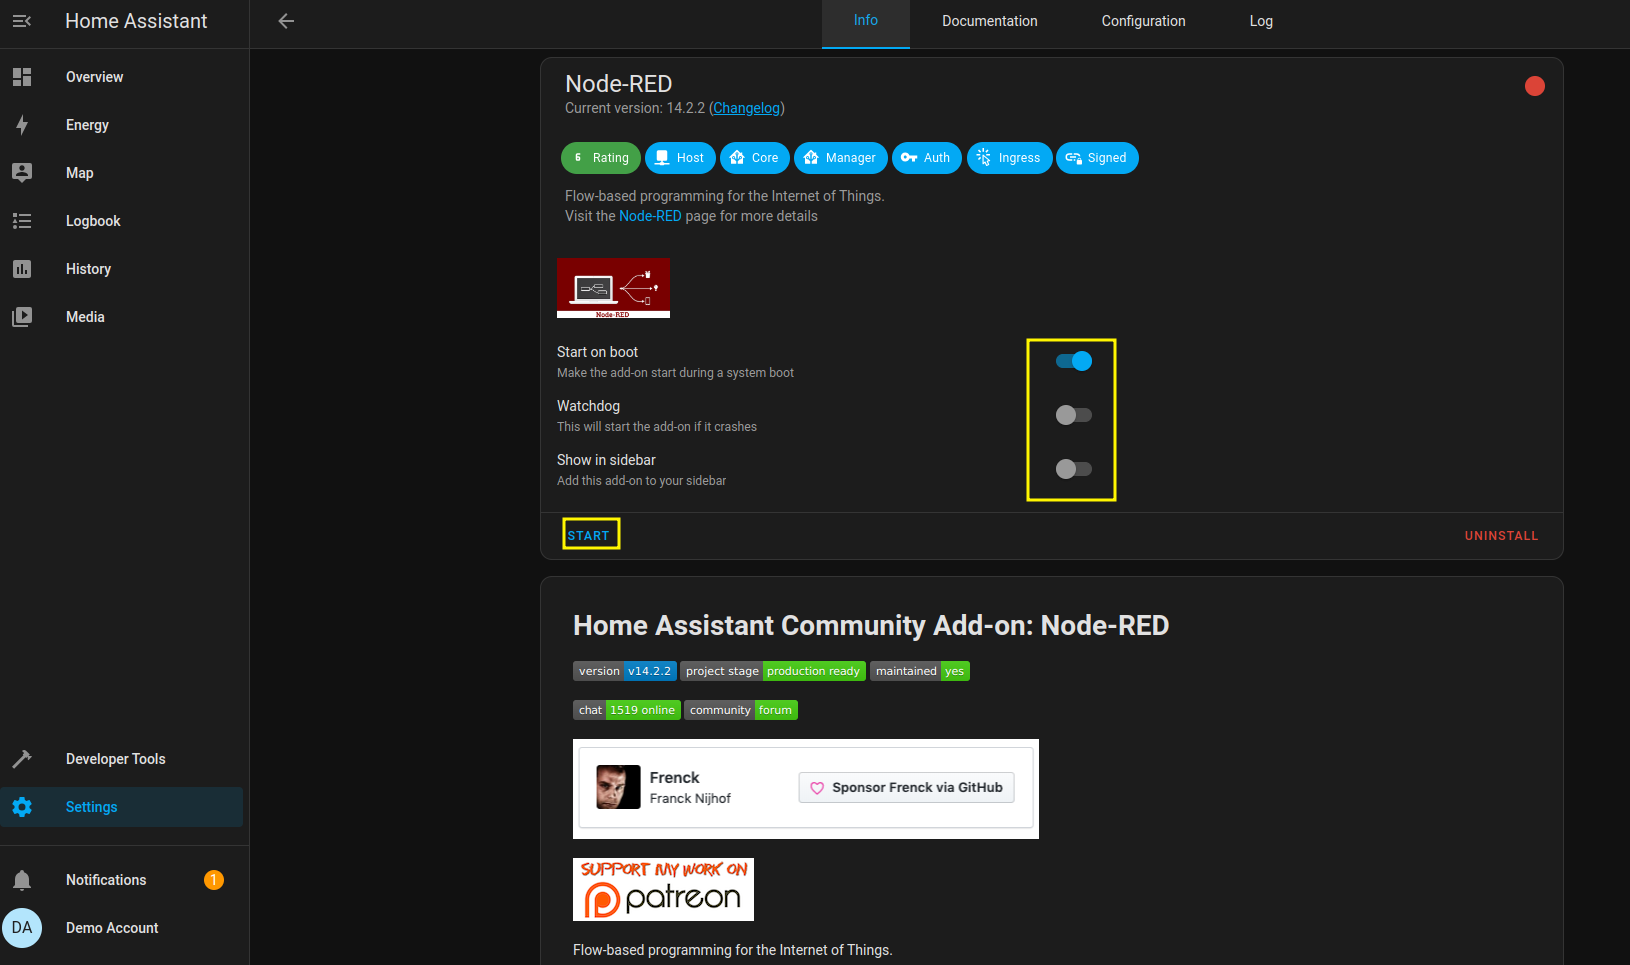 Home Assistant
Info
Documentation
Configuration
Log
Overview
Energy
Map
Logbook
History
Media
Developer Tools
Settings
Notifications
1
DA
Demo Account
Node-RED
Current version: 14.2.2 (Changelog)
6 Rating
Host
Core
Manager
Auth
Ingress
Signed
Flow-based programming for the Internet of Things.
Visit the Node-RED page for more details
Node-RED
Start on boot
Make the add-on start during a system boot
Watchdog
This will start the add-on if it crashes
Show in sidebar
Add this add-on to your sidebar
START
UNINSTALL
Home Assistant Community Add-on: Node-RED
version v14.2.2 project stage production ready maintained yes
chat 1519 online community forum
Frenck
Franck Nijhof
Sponsor Frenck via GitHub
SUPPORT MY WORK ON
patreon
Flow-based programming for the Internet of Things.